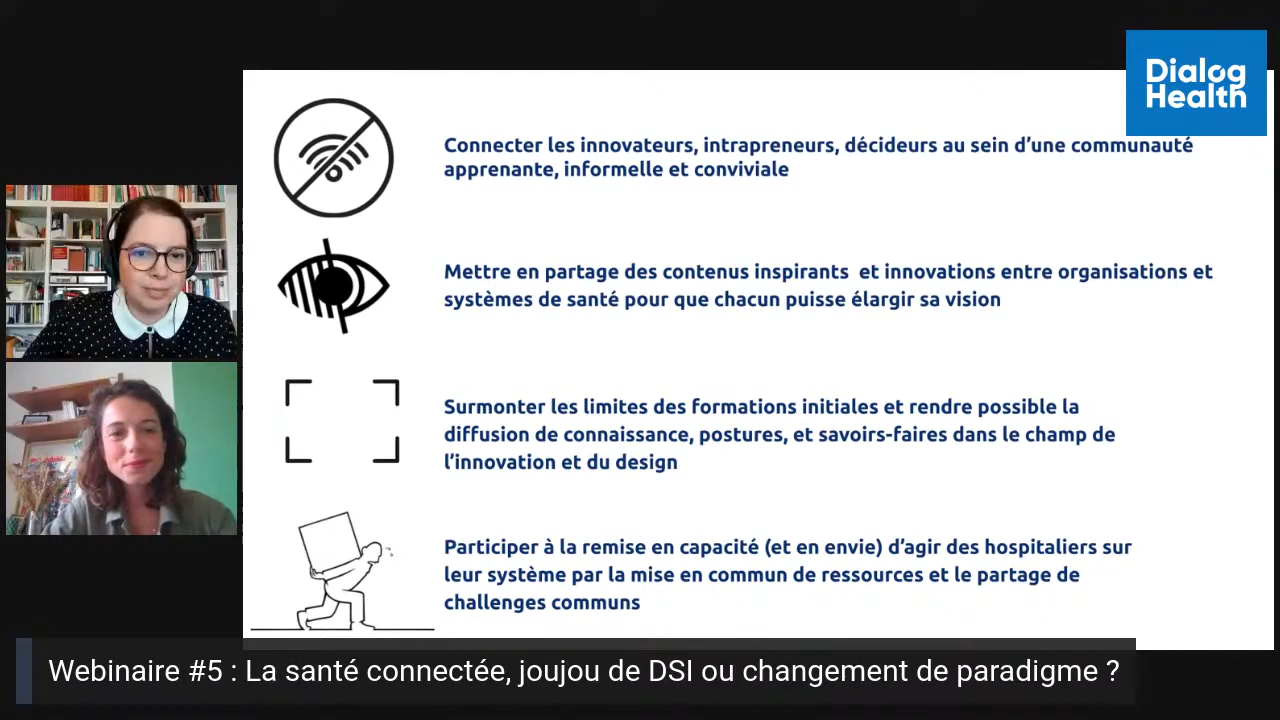 Dialog
Health
Connecter les innovateurs, intrapreneurs, décideurs au sein d’une communauté
apprenante, informelle et conviviale
Mettre en partage des contenus inspirants  et innovations entre organisations et
systèmes de santé pour que chacun puisse élargir sa vision
Surmonter les limites des formations initiales et rendre possible la
diffusion de connaissance, postures, et savoirs-faires dans le champ de
l’innovation et du design
Participer à la remise en capacité (et en envie) d’agir des hospitaliers sur
leur système par la mise en commun de ressources et le partage de
challenges communs
Webinaire #5 : La santé connectée, joujou de DSI ou changement de paradigme ?